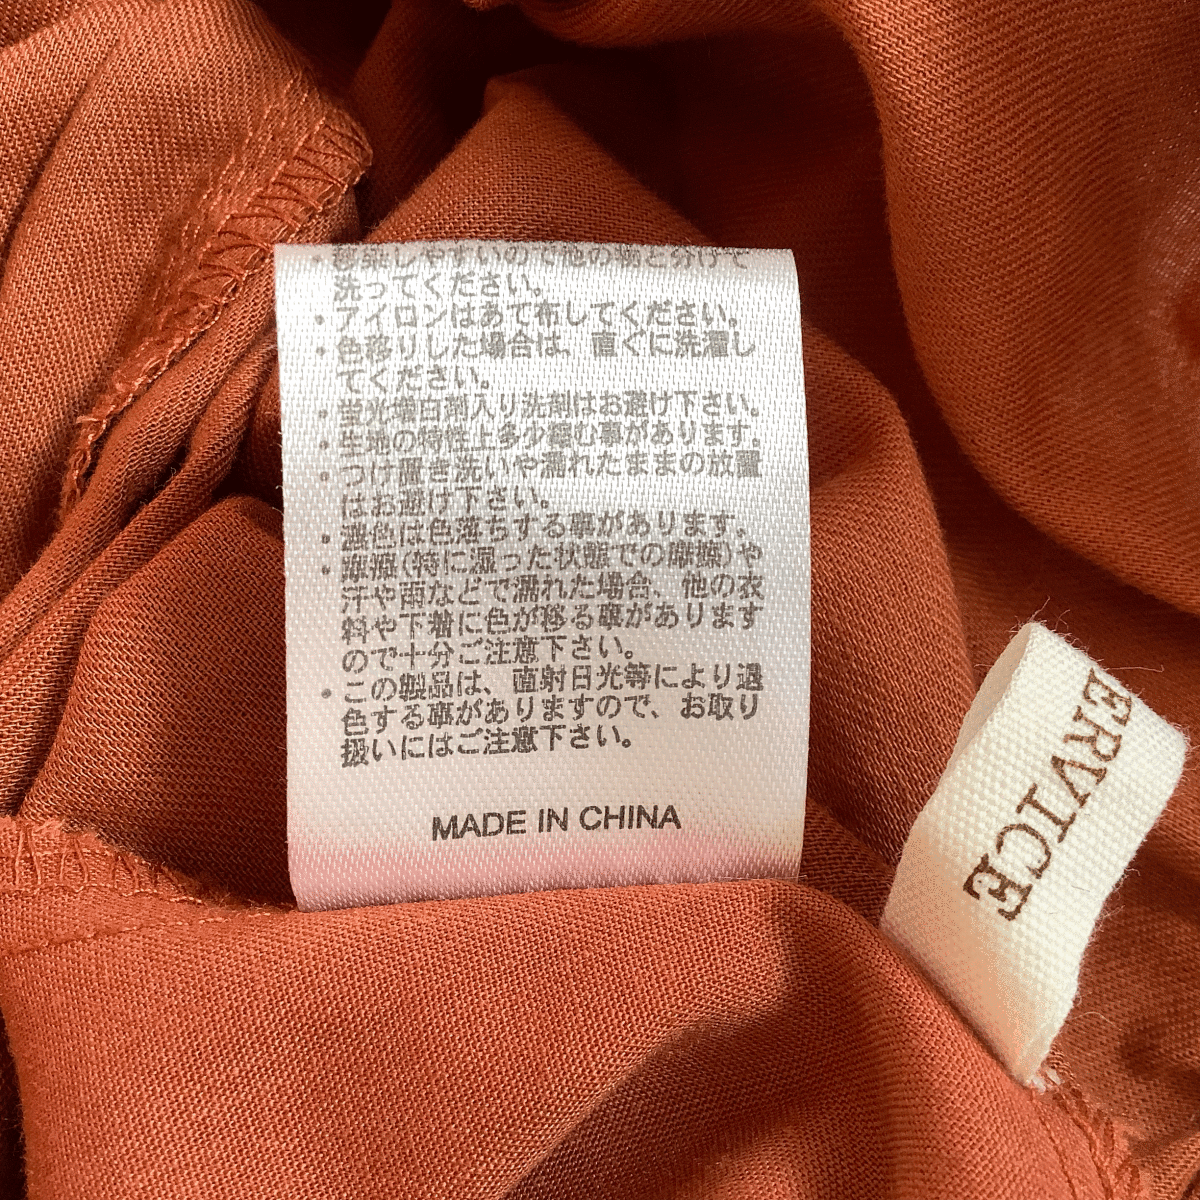 ・色落しやすいので他の物と分けて
洗ってください。
・アイロンはあて布してください。
・色移りした場合は、直ぐに洗濯し
てください。
・蛍光増白剤入り洗剤はお避け下さい。
・生地の特性上多少縮む事があります。
・つけ置き洗いや濡れたままの放置
はお避け下さい。
・濃色は色落ちする事があります。
・摩擦(特に湿った状態での摩擦)や
汗や雨などで濡れた場合、他の衣
料や下着に色が移る事があります
ので十分ご注意下さい。
・この製品は、直射日光等により退
色する事がありますので、お取り
扱いにはご注意下さい。
MADE IN CHINA
ERVICE